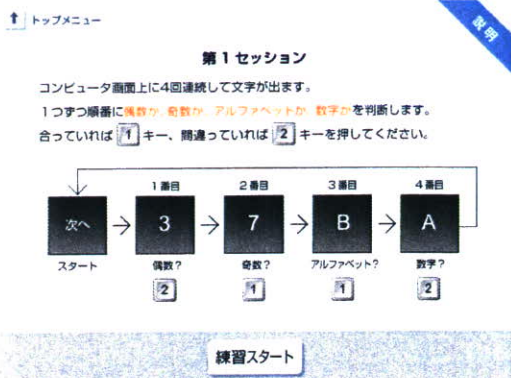 トップメニュー
説明
第1セッション
コンピュータ画面上に4回連続して文字が出ます。
1つずつ順番に偶数か、奇数か、アルファベットか、数字かを判断します。
合っていれば 1 キー、間違っていれば 2 キーを押してください。
1番目 2番目 3番目 4番目
次へ 3 7 B A
スタート 偶数? 奇数? アルファベット? 数字?
2 1 1 2
練習スタート